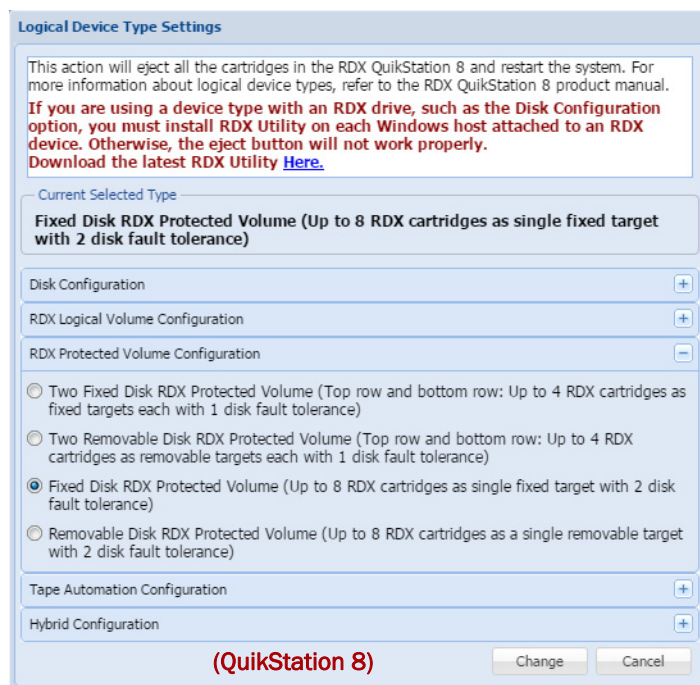 Logical Device Type Settings
This action will eject all the cartridges in the RDX QuikStation 8 and restart the system. For
more information about logical device types, refer to the RDX QuikStation 8 product manual.
If you are using a device type with an RDX drive, such as the Disk Configuration
option, you must install RDX Utility on each Windows host attached to an RDX
device. Otherwise, the eject button will not work properly.
Download the latest RDX Utility Here.
Current Selected Type
Fixed Disk RDX Protected Volume (Up to 8 RDX cartridges as single fixed target
with 2 disk fault tolerance)
Disk Configuration
RDX Logical Volume Configuration
RDX Protected Volume Configuration
Two Fixed Disk RDX Protected Volume (Top row and bottom row: Up to 4 RDX cartridges as
fixed targets each with 1 disk fault tolerance)
Two Removable Disk RDX Protected Volume (Top row and bottom row: Up to 4 RDX
cartridges as removable targets each with 1 disk fault tolerance)
Fixed Disk RDX Protected Volume (Up to 8 RDX cartridges as single fixed target with 2 disk
fault tolerance)
Removable Disk RDX Protected Volume (Up to 8 RDX cartridges as a single removable target
with 2 disk fault tolerance)
Tape Automation Configuration
Hybrid Configuration
(QuikStation 8) Change Cancel